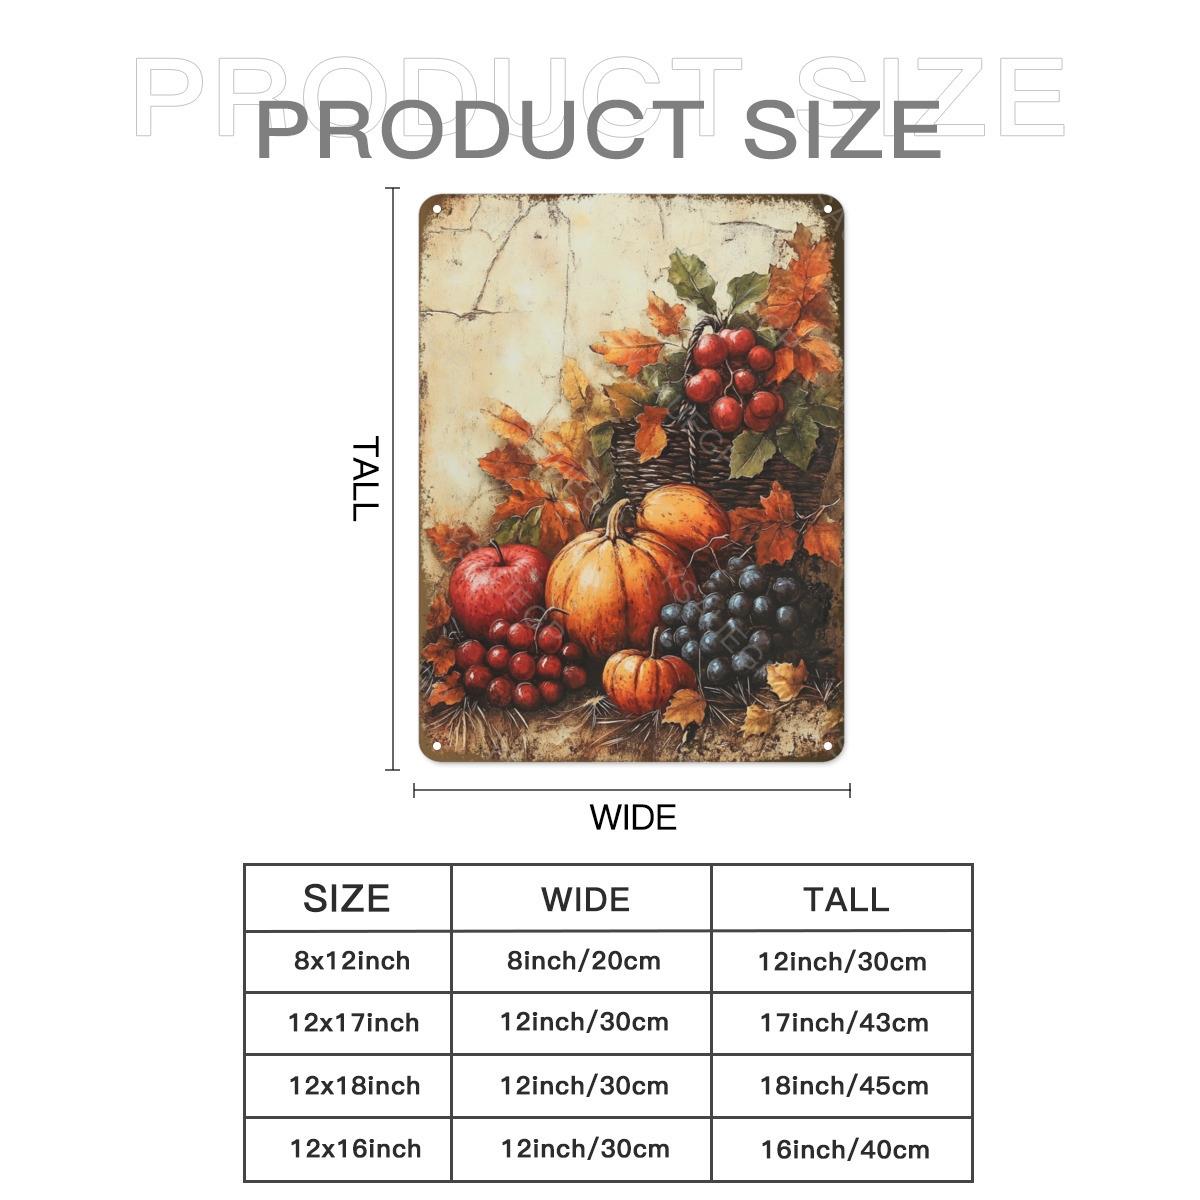 PRODUCT SIZE
PRODUCT SIZE
TALL
WIDE
SIZE WIDE TALL
8x12inch 8inch/20cm 12inch/30cm
12x17inch 12inch/30cm 17inch/43cm
12x18inch 12inch/30cm 18inch/45cm
12x16inch 12inch/30cm 16inch/40cm